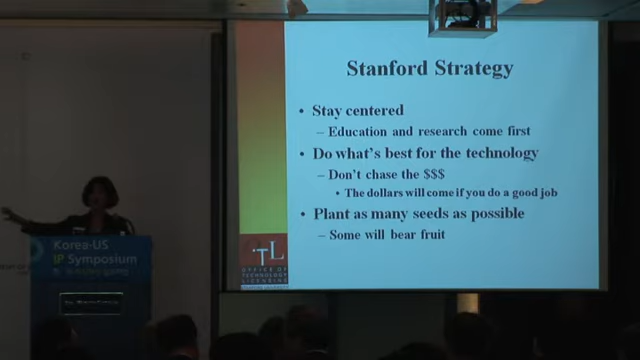 Stanford Strategy
• Stay centered
– Education and research come first
• Do what's best for the technology
– Don't chase the $$$
• The dollars will come if you do a good job
• Plant as many seeds as possible
– Some will bear fruit
OTL
OFFICE OF
TECHNOLOGY
LICENSING
Korea-US
IP Symposium